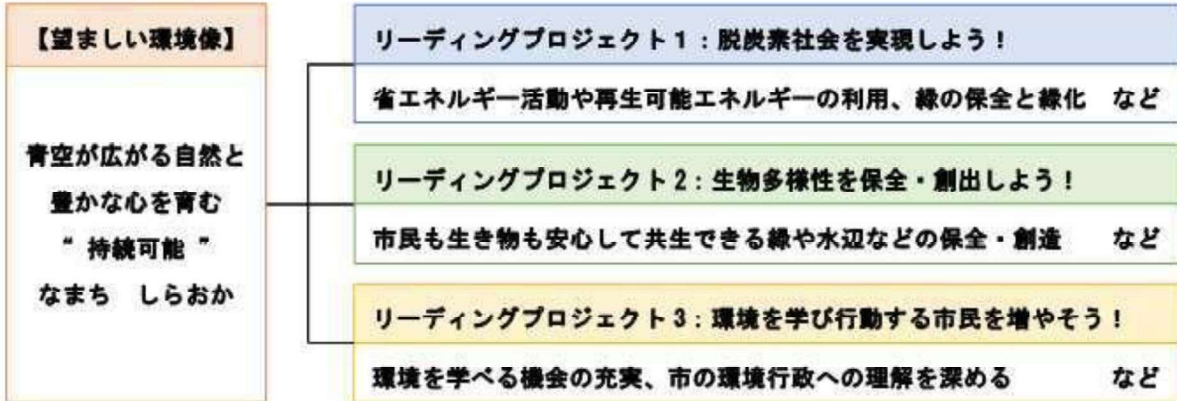 【望ましい環境像】
青空が広がる自然と
豊かな心を育む
“ 持続可能 ”
なまち　しらおか
リーディングプロジェクト１：脱炭素社会を実現しよう！
省エネルギー活動や再生可能エネルギーの利用、緑の保全と緑化　など
リーディングプロジェクト２：生物多様性を保全・創出しよう！
市民も生き物も安心して共生できる緑や水辺などの保全・創造　　など
リーディングプロジェクト３：環境を学び行動する市民を増やそう！
環境を学べる機会の充実、市の環境行政への理解を深める　　　　など